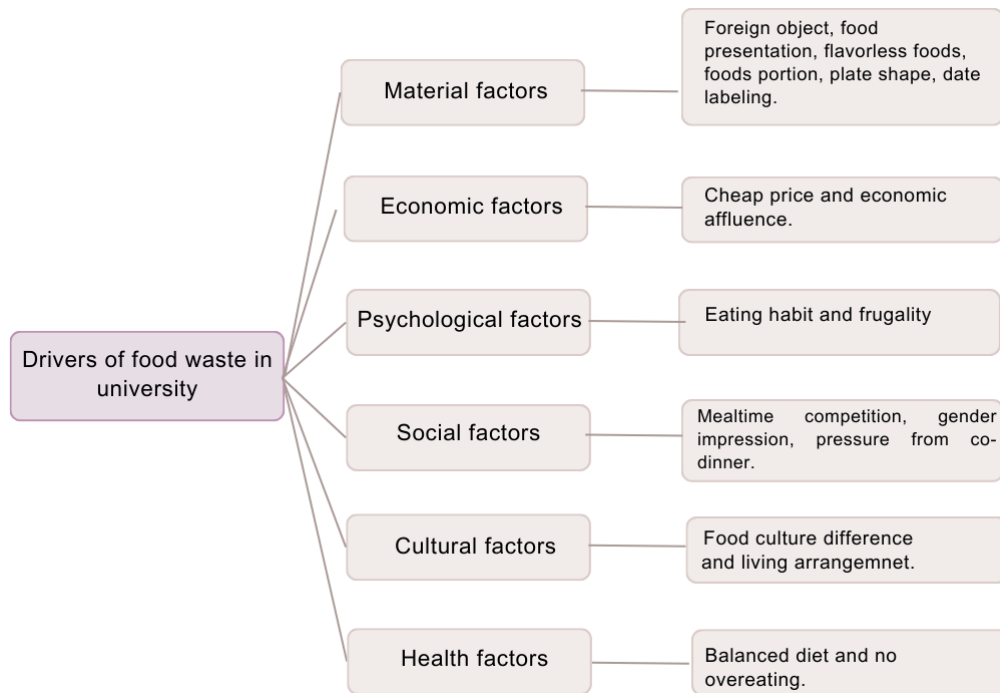 Drivers of food waste in
university
Material factors
Foreign object, food
presentation, flavorless foods,
foods portion, plate shape, date
labeling.
Economic factors
Cheap price and economic
affluence.
Psychological factors
Eating habit and frugality
Social factors
Mealtime competition, gender
impression, pressure from co-
dinner.
Cultural factors
Food culture difference
and living arrangemnet.
Health factors
Balanced diet and no
overeating.